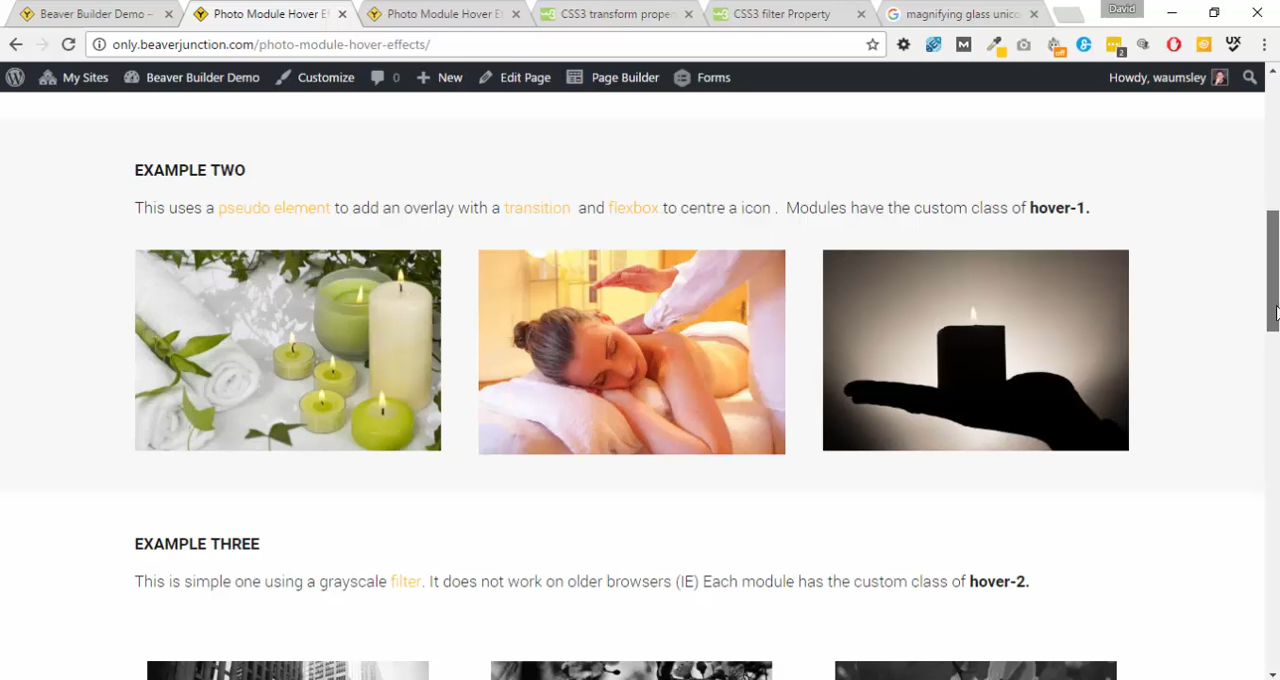 Beaver Builder Demo –
Photo Module Hover E
Photo Module Hover E
CSS3 transform proper
CSS3 filter Property
magnifying glass unico
David
only.beaverjunction.com/photo-module-hover-effects/
My Sites
Beaver Builder Demo
Customize
0
New
Edit Page
Page Builder
Forms
Howdy, waumsley
EXAMPLE TWO
This uses a pseudo element to add an overlay with a transition and flexbox to centre a icon . Modules have the custom class of hover-1.
EXAMPLE THREE
This is simple one using a grayscale filter. It does not work on older browsers (IE) Each module has the custom class of hover-2.